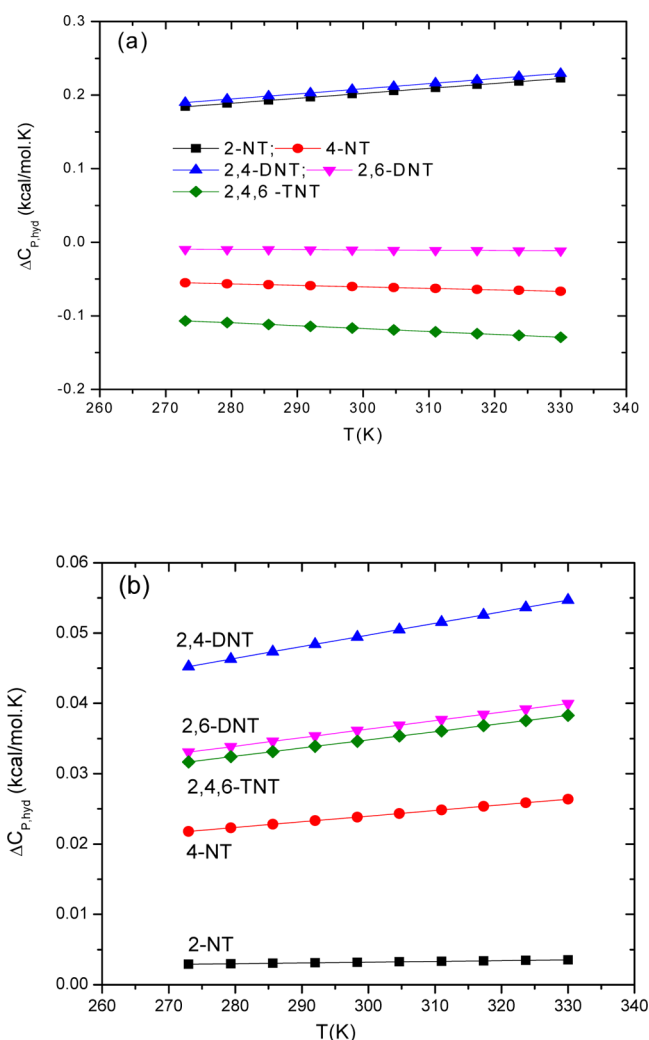 (a)
0.3
0.2
0.1
0.0
-0.1
-0.2
ΔC_P,hyd (kcal/mol.K)
2-NT; 4-NT
2,4-DNT; 2,6-DNT
2,4,6 -TNT
260 270 280 290 300 310 320 330 340
T(K)
(b)
0.06
0.05
0.04
0.03
0.02
0.01
0.00
ΔC_P,hyd (kcal/mol.K)
2,4-DNT
2,6-DNT
2,4,6-TNT
4-NT
2-NT
260 270 280 290 300 310 320 330 340
T(K)